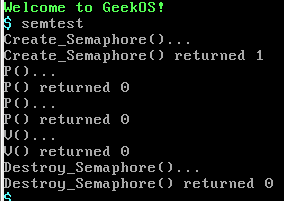 Welcome to GeekOS!
$ semtest
Create_Semaphore()...
Create_Semaphore() returned 1
P()...
P() returned 0
P()...
P() returned 0
V()...
V() returned 0
Destroy_Semaphore()...
Destroy_Semaphore() returned 0
$